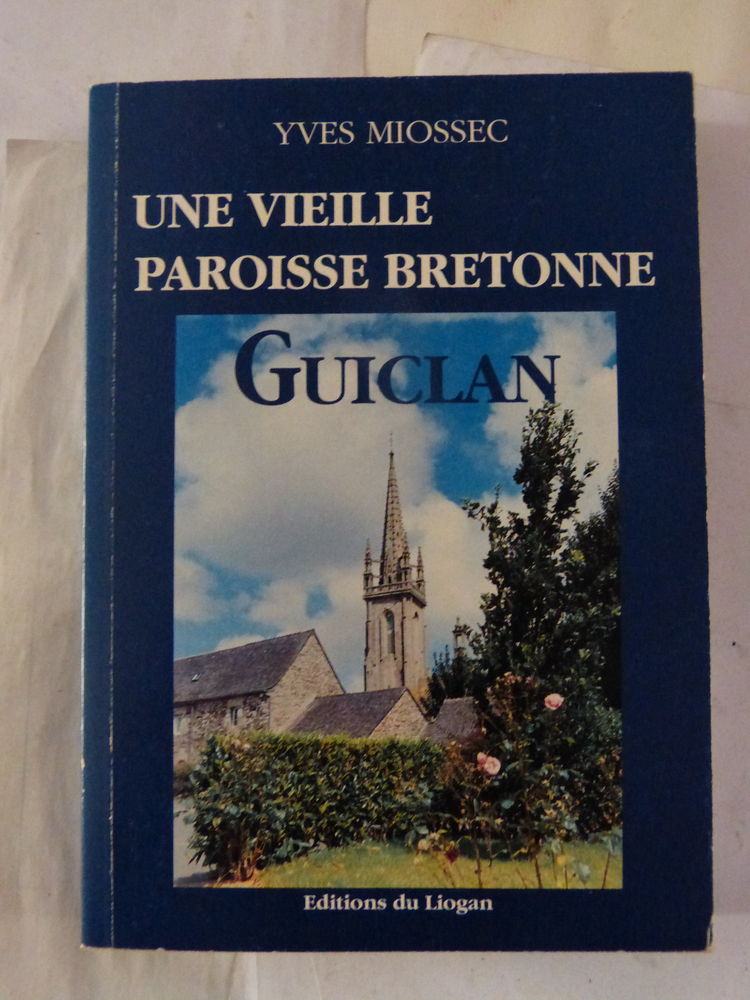 YVES MIOSSEC
UNE VIEILLE
PAROISSE BRETONNE
GUICLAN
Editions du Liogan